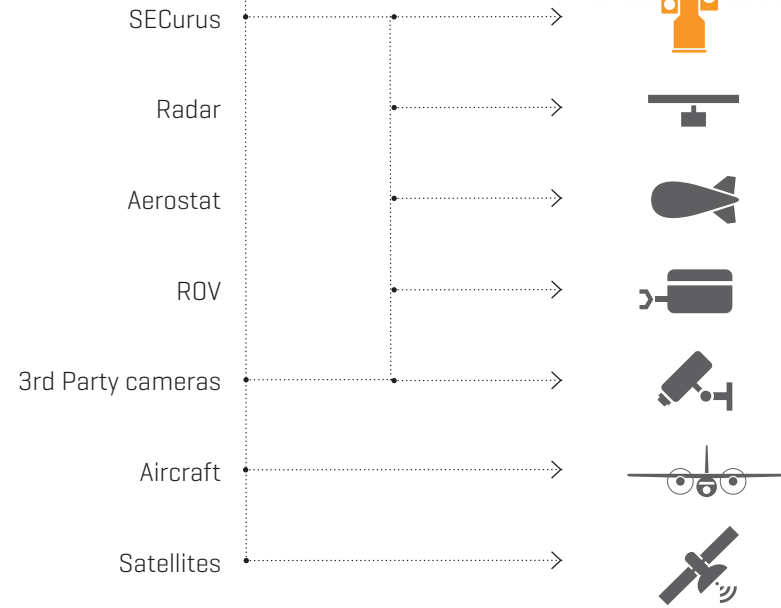 SECurus
Radar
Aerostat
ROV
3rd Party cameras
Aircraft
Satellites